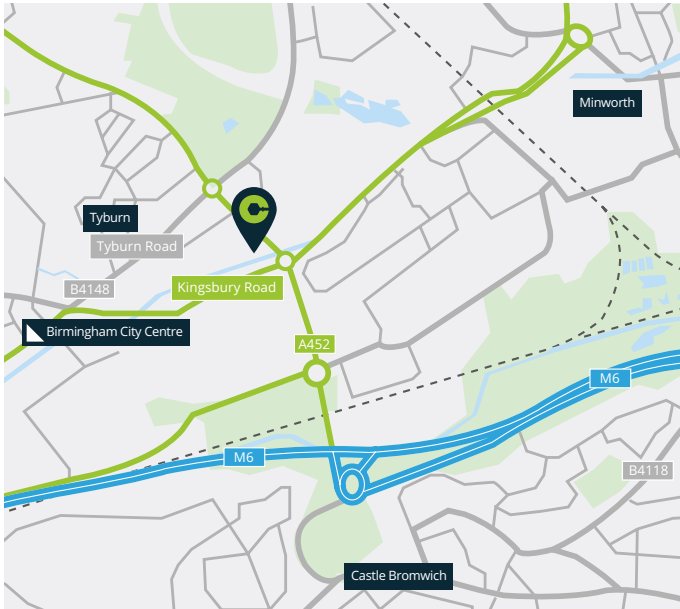 Minworth
Tyburn
Tyburn Road
B4148
Kingsbury Road
Birmingham City Centre
A452
M6
M6
B4118
Castle Bromwich